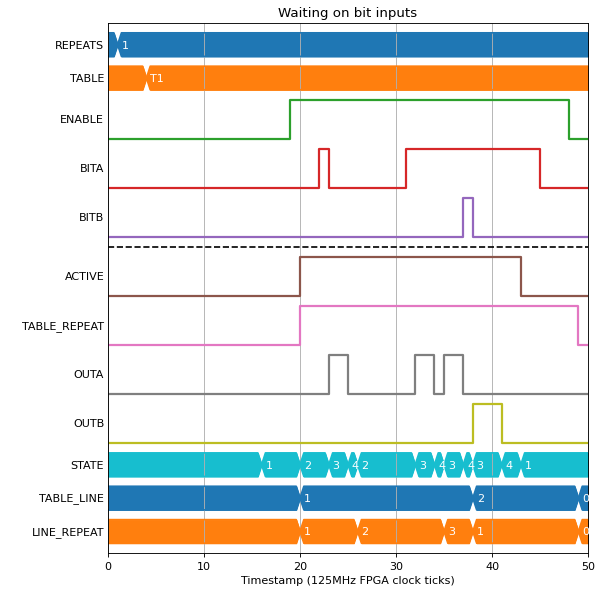 Waiting on bit inputs
REPEATS 1
TABLE T1
ENABLE
BITA
BITB
ACTIVE
TABLE_REPEAT
OUTA
OUTB
STATE 1 2 3 4 2 3 4 3 4 3 4 1
TABLE_LINE 1 2 0
LINE_REPEAT 1 2 3 1 0
0 10 20 30 40 50
Timestamp (125MHz FPGA clock ticks)